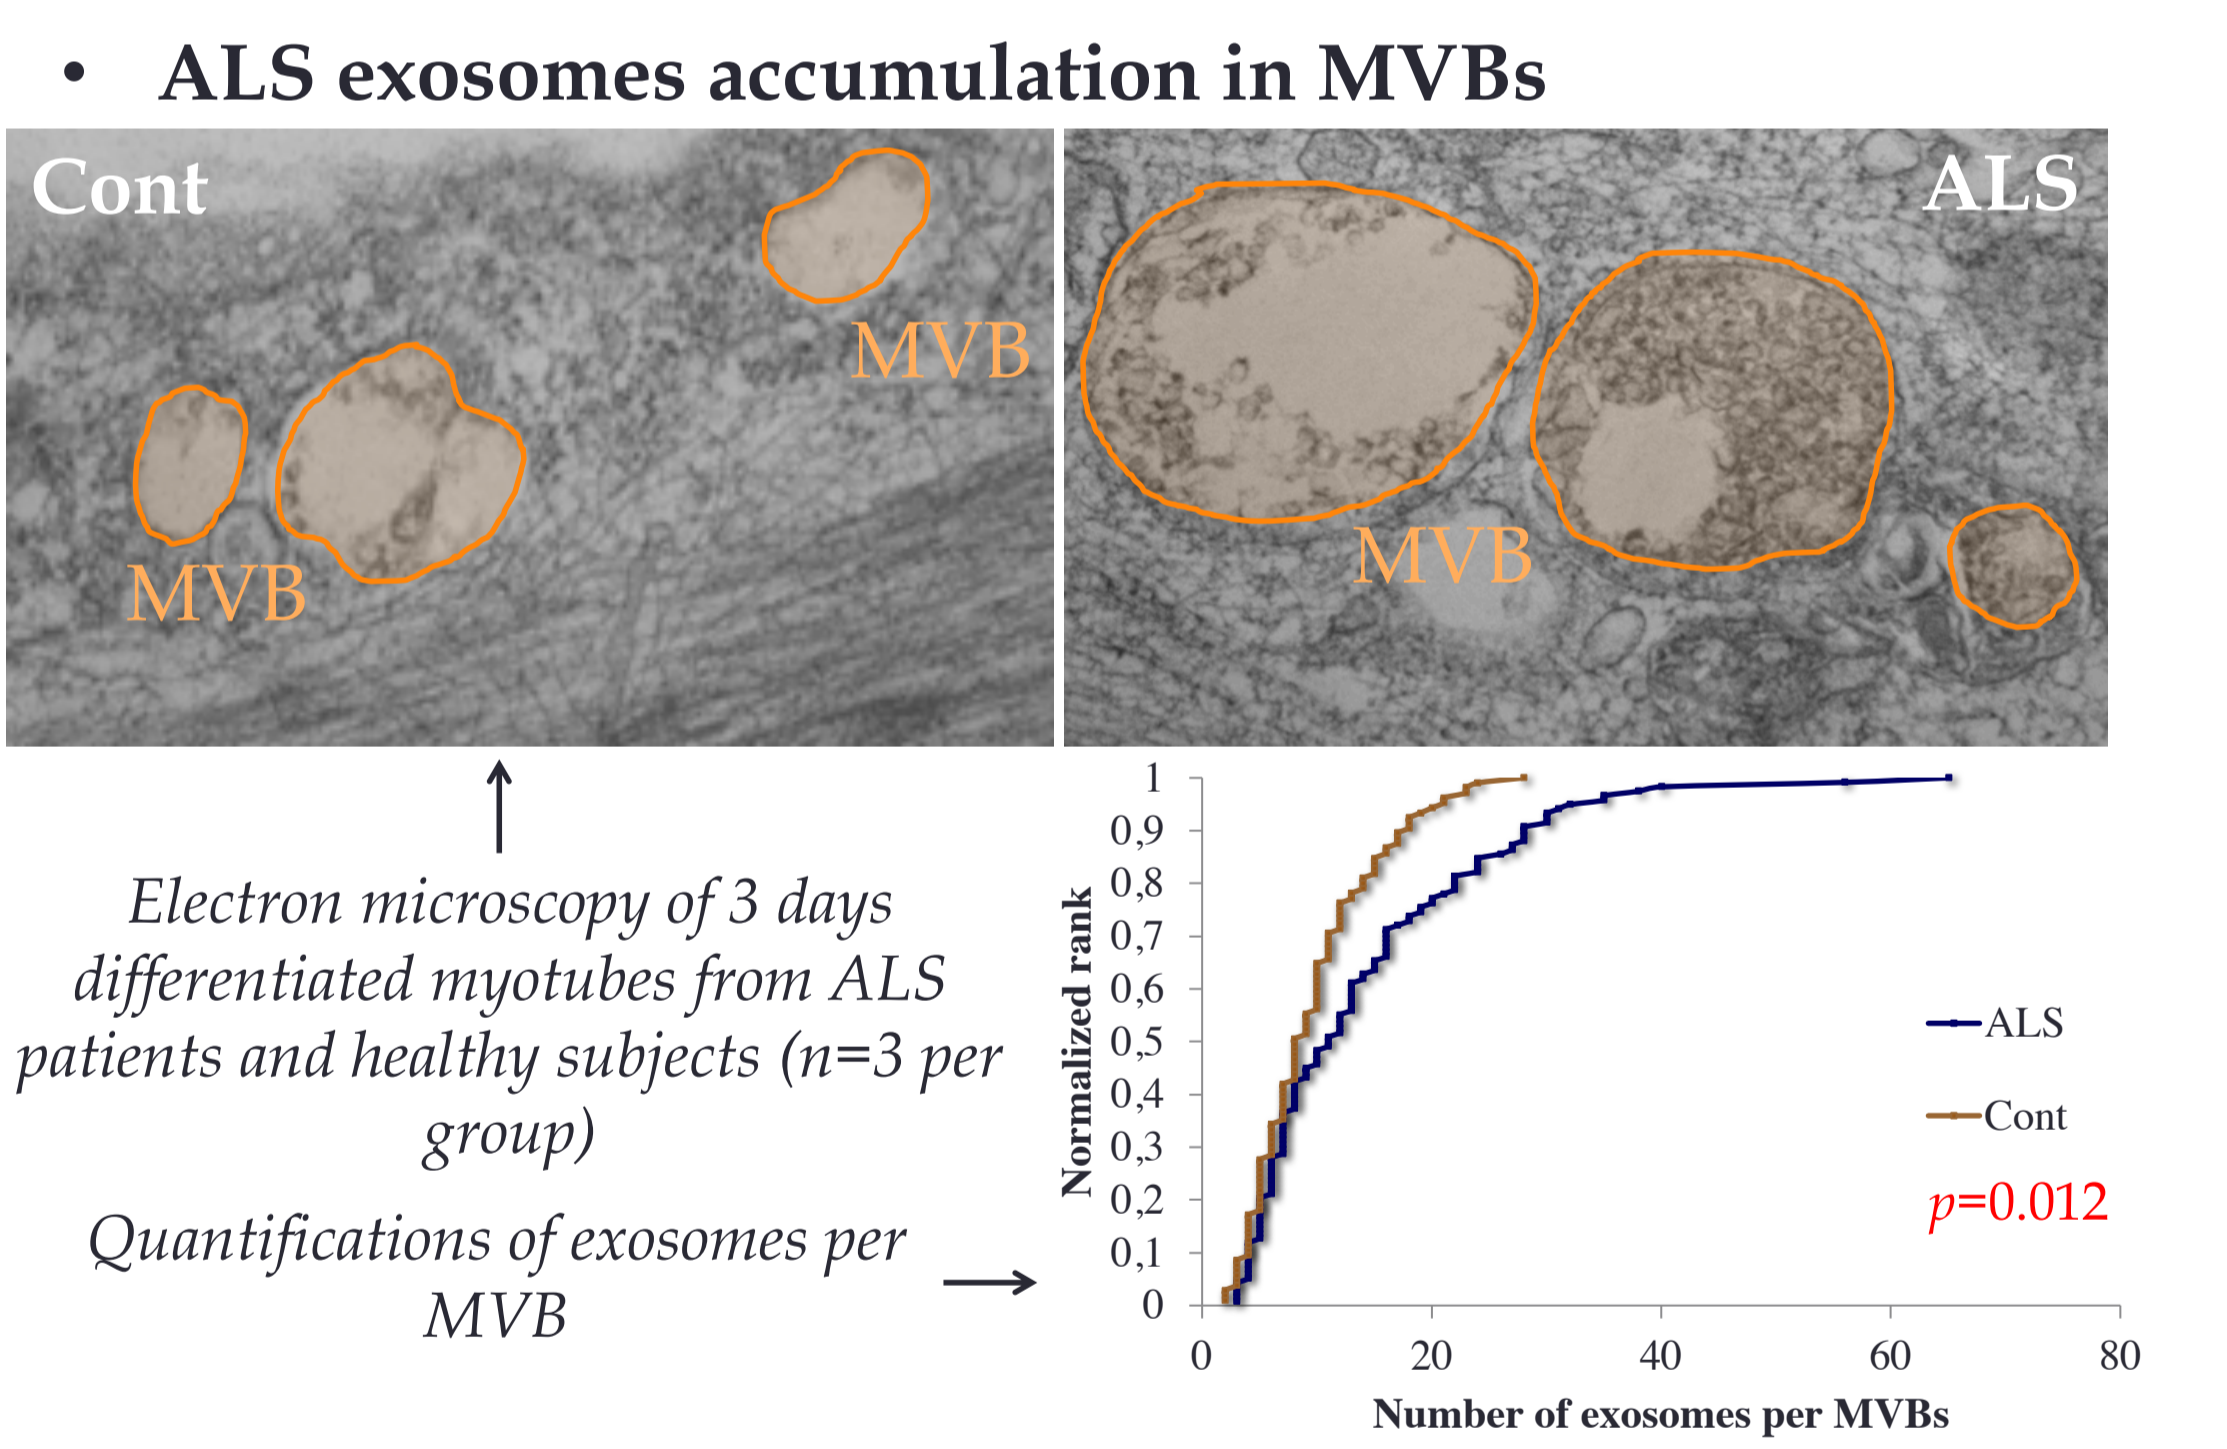 • ALS exosomes accumulation in MVBs
Cont
ALS
MVB
MVB
MVB
Electron microscopy of 3 days
differentiated myotubes from ALS
patients and healthy subjects (n=3 per
group)
Quantifications of exosomes per
MVB
Normalized rank
1
0,9
0,8
0,7
0,6
0,5
0,4
0,3
0,2
0,1
0
0 20 40 60 80
Number of exosomes per MVBs
ALS
Cont
p=0.012